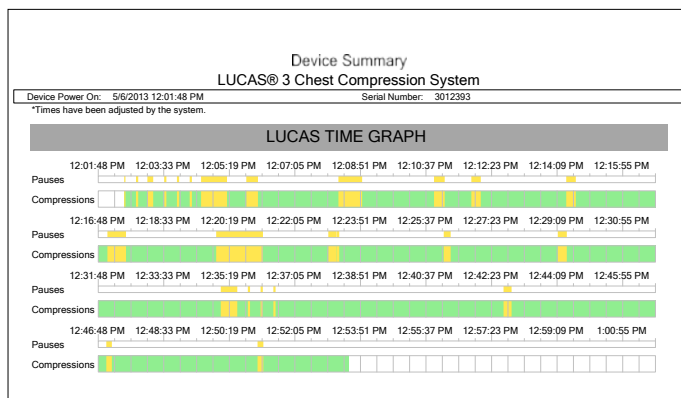 Device Summary
LUCAS® 3 Chest Compression System
Device Power On: 5/6/2013 12:01:48 PM Serial Number: 3012393
*Times have been adjusted by the system.
LUCAS TIME GRAPH
12:01:48 PM 12:03:33 PM 12:05:19 PM 12:07:05 PM 12:08:51 PM 12:10:37 PM 12:12:23 PM 12:14:09 PM 12:15:55 PM
Pauses
Compressions
12:16:48 PM 12:18:33 PM 12:20:19 PM 12:22:05 PM 12:23:51 PM 12:25:37 PM 12:27:23 PM 12:29:09 PM 12:30:55 PM
Pauses
Compressions
12:31:48 PM 12:33:33 PM 12:35:19 PM 12:37:05 PM 12:38:51 PM 12:40:37 PM 12:42:23 PM 12:44:09 PM 12:45:55 PM
Pauses
Compressions
12:46:48 PM 12:48:33 PM 12:50:19 PM 12:52:05 PM 12:53:51 PM 12:55:37 PM 12:57:23 PM 12:59:09 PM 1:00:55 PM
Pauses
Compressions